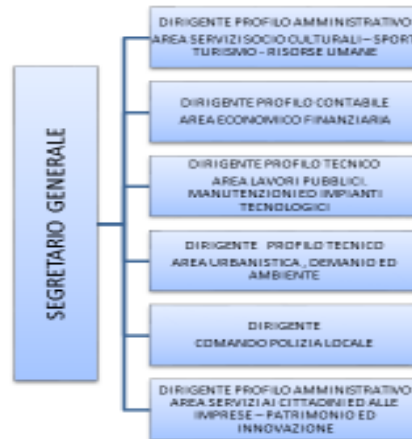 SEGRETARIO GENERALE
DIRIGENTE PROFILO AMMINISTRATIVO
AREA SERVIZI SOCIO CULTURALI – SPORT
TURISMO - RISORSE UMANE
DIRIGENTE PROFILO CONTABILE
AREA ECONOMICO FINANZIARIA
DIRIGENTE PROFILO TECNICO
AREA LAVORI PUBBLICI,
MANUTENZIONI ED IMPIANTI
TECNOLOGICI
DIRIGENTE PROFILO TECNICO
AREA URBANISTICA, DEMANIO ED
AMBIENTE
DIRIGENTE
COMANDO POLIZIA LOCALE
DIRIGENTE PROFILO AMMINISTRATIVO
AREA SERVIZI AI CITTADINI ED ALLE
IMPRESE – PATRIMONIO ED
INNOVAZIONE